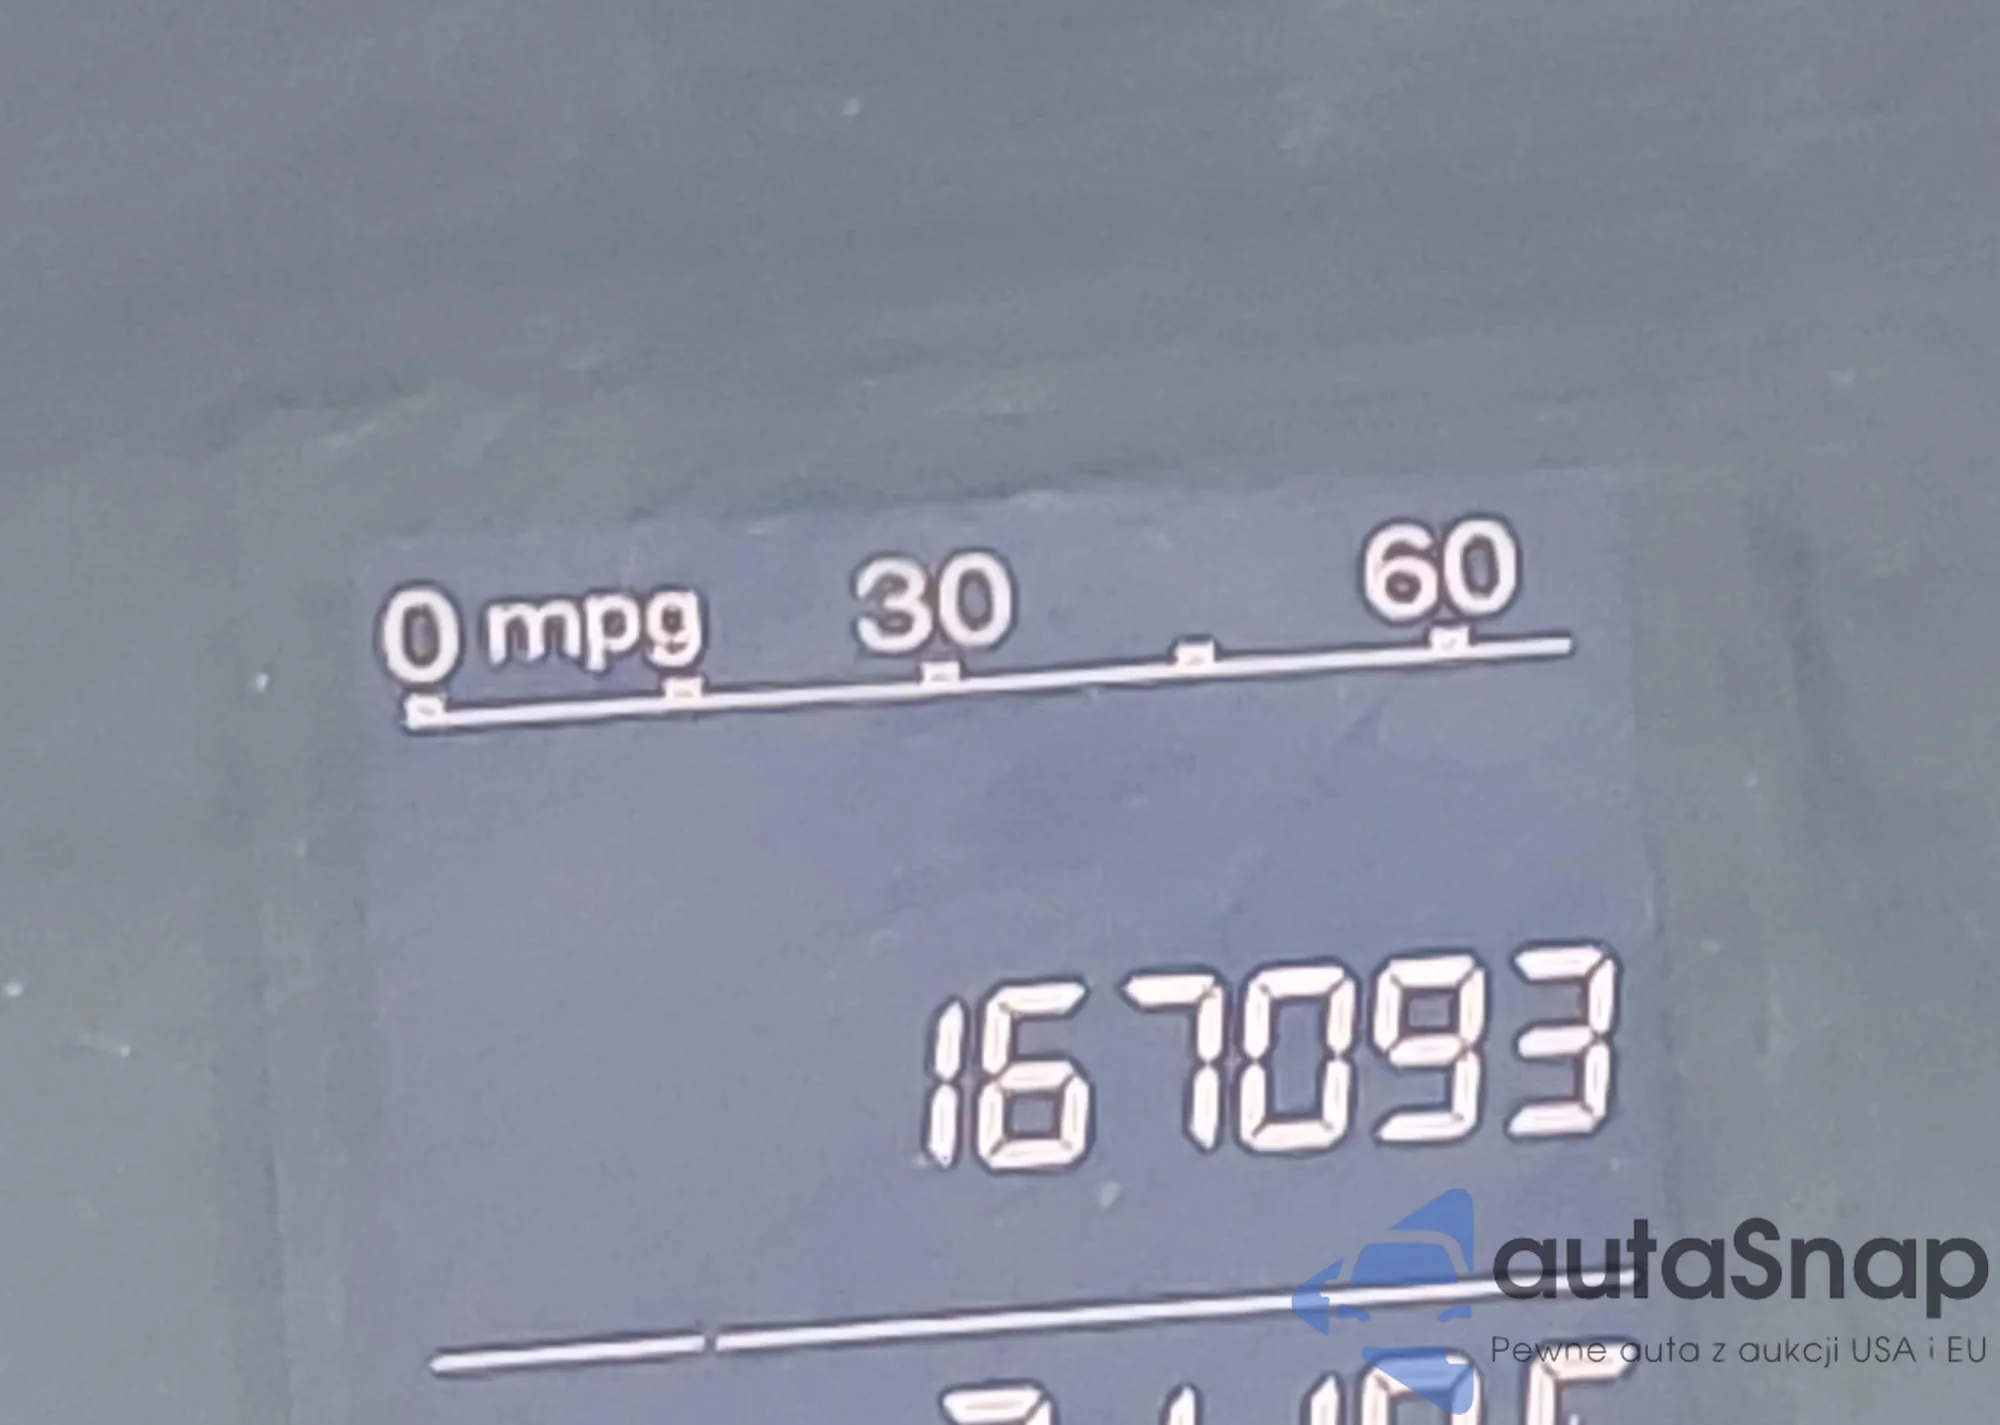 0 mpg 30 60
167093
autaSnap
Pewne auta z aukcji USA i EU